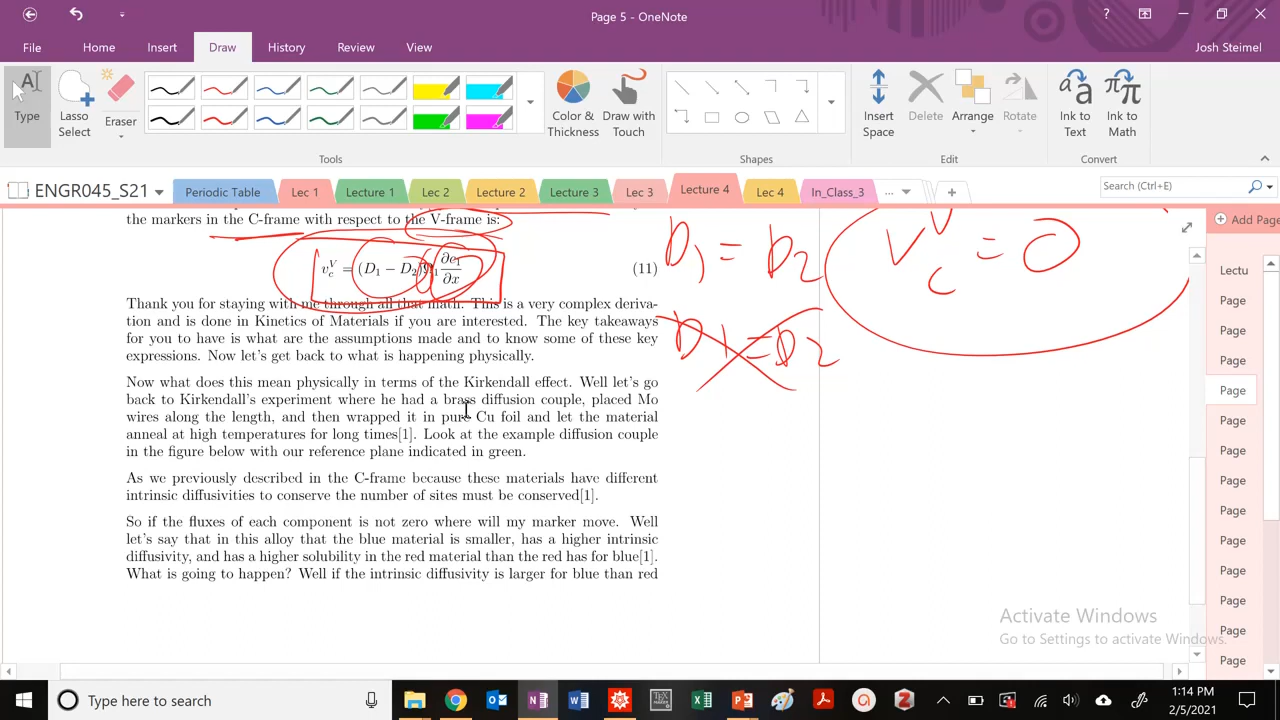 Page 5 - OneNote
Josh Steimel
File Home Insert Draw History Review View
Type
Lasso Select
Eraser
Color & Thickness
Draw with Touch
Insert Space
Delete
Arrange
Rotate
Ink to Text
Ink to Math
Tools
Shapes
Edit
Convert
ENGR045_S21
Periodic Table Lec 1 Lecture 1 Lec 2 Lecture 2 Lecture 3 Lec 3 Lecture 4 Lec 4 In_Class_3 ...
Search (Ctrl+E)
Add Page
the markers in the C-frame with respect to the V-frame is:
v_c^V = (D_1 − D_2)Ω_1 ∂c_1/∂x (11)
D_1 = D_2
V_c^V = 0
D_1 = D_2
Thank you for staying with me through all that math. This is a very complex deriva-
tion and is done in Kinetics of Materials if you are interested. The key takeaways
for you to have is what are the assumptions made and to know some of these key
expressions. Now let's get back to what is happening physically.
Now what does this mean physically in terms of the Kirkendall effect. Well let's go
back to Kirkendall's experiment where he had a brass diffusion couple, placed Mo
wires along the length, and then wrapped it in pure Cu foil and let the material
anneal at high temperatures for long times[1]. Look at the example diffusion couple
in the figure below with our reference plane indicated in green.
As we previously described in the C-frame because these materials have different
intrinsic diffusivities to conserve the number of sites must be conserved[1].
So if the fluxes of each component is not zero where will my marker move. Well
let's say that in this alloy that the blue material is smaller, has a higher intrinsic
diffusivity, and has a higher solubility in the red material than the red has for blue[1].
What is going to happen? Well if the intrinsic diffusivity is larger for blue than red
Lectu
Page
Page
Page
Page
Page
Page
Page
Page
Page
Page
Page
Page
Page
Activate Windows
Go to Settings to activate Windows.
Type here to search
1:14 PM
2/5/2021